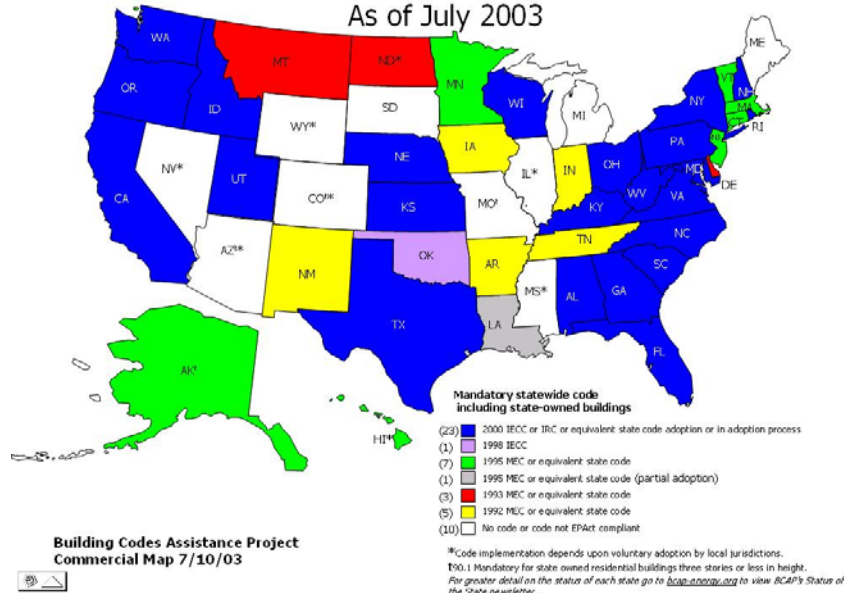 As of July 2003
WA
OR
CA
ID
NV*
UT
MT
WY*
ND*
SD
NE
KS
NM
OK
TX
MN
IA
AR
LA
WI
IL*
MI
IN
OH
KY
TN
MS*
AL
GA
FL
SC
NC
VA
WV
PA
NY
VT
NH
MA
ME
RI
MD
DE
Mandatory statewide code
including state-owned buildings
(23) 2000 IECC or IRC or equivalent state code adoption or in adoption process
(1) 1998 IECC
(7) 1995 MEC or equivalent state code
(1) 1995 MEC or equivalent state code (partial adoption)
(3) 1993 MEC or equivalent state code
(5) 1992 MEC or equivalent state code
(10) No code or code not EPAct compliant
Building Codes Assistance Project
Commercial Map 7/10/03
*Code implementation depends upon voluntary adoption by local jurisdictions.
†90.1 Mandatory for state owned residential buildings three stories or less in height.
For greater detail on the status of each state go to bcap-energy.org to view BCAP's Status of
the State newsletter